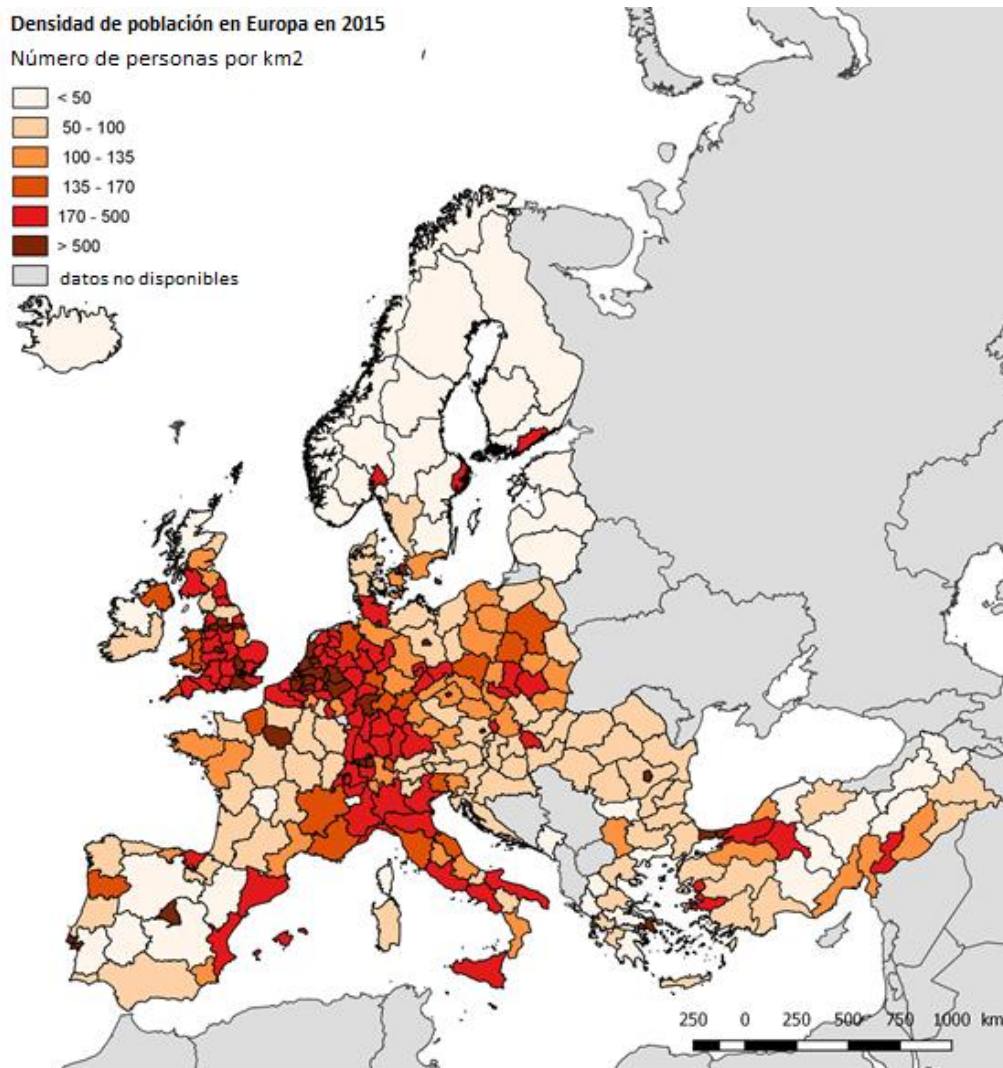 Densidad de población en Europa en 2015
Número de personas por km2
< 50
50 - 100
100 - 135
135 - 170
170 - 500
> 500
datos no disponibles
250 0 250 500 750 1000 km